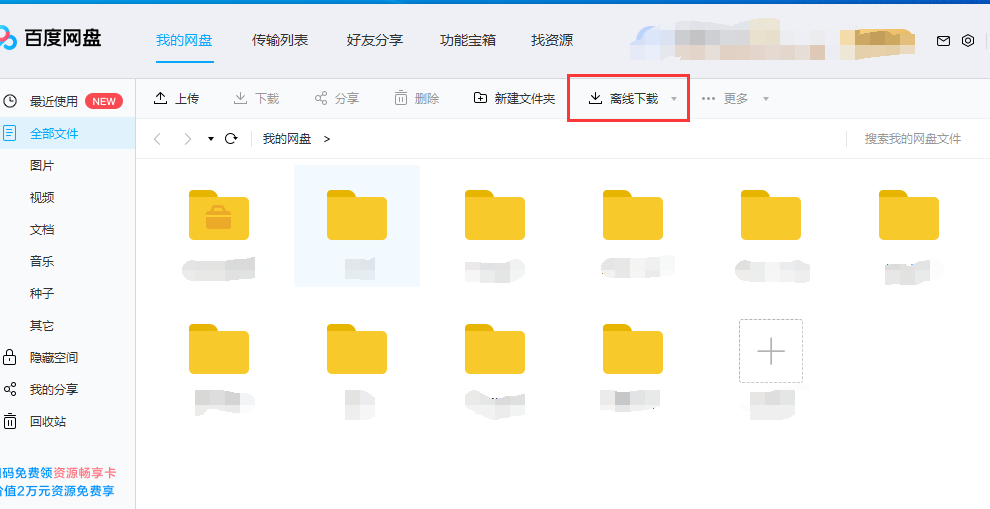 百度网盘
我的网盘 传输列表 好友分享 功能宝箱 找资源
最近使用 NEW
上传 下载 分享 删除 新建文件夹 离线下载 更多
全部文件
我的网盘 > 搜索我的网盘文件
图片
视频
文档
音乐
种子
其它
隐藏空间
我的分享
回收站
码免费领资源畅享卡
价值2万元资源免费享